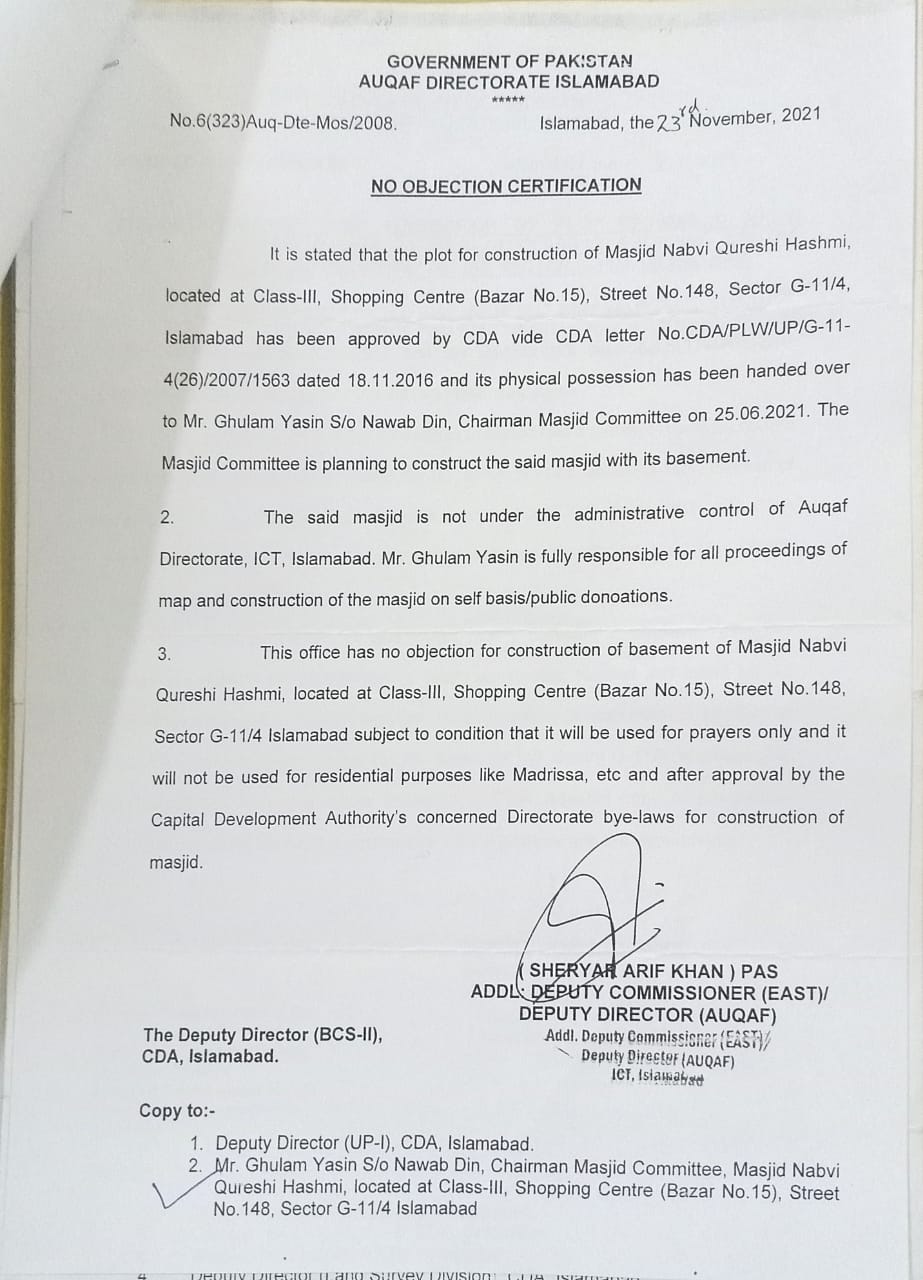 GOVERNMENT OF PAKISTAN
AUQAF DIRECTORATE ISLAMABAD
*****
No.6(323)Auq-Dte-Mos/2008.
Islamabad, the 23rd November, 2021
NO OBJECTION CERTIFICATION
It is stated that the plot for construction of Masjid Nabvi Qureshi Hashmi,
located at Class-III, Shopping Centre (Bazar No.15), Street No.148, Sector G-11/4,
Islamabad has been approved by CDA vide CDA letter No.CDA/PLW/UP/G-11-
4(26)/2007/1563 dated 18.11.2016 and its physical possession has been handed over
to Mr. Ghulam Yasin S/o Nawab Din, Chairman Masjid Committee on 25.06.2021. The
Masjid Committee is planning to construct the said masjid with its basement.
2. The said masjid is not under the administrative control of Auqaf
Directorate, ICT, Islamabad. Mr. Ghulam Yasin is fully responsible for all proceedings of
map and construction of the masjid on self basis/public donoations.
3. This office has no objection for construction of basement of Masjid Nabvi
Qureshi Hashmi, located at Class-III, Shopping Centre (Bazar No.15), Street No.148,
Sector G-11/4 Islamabad subject to condition that it will be used for prayers only and it
will not be used for residential purposes like Madrissa, etc and after approval by the
Capital Development Authority's concerned Directorate bye-laws for construction of
masjid.
( SHERYAR ARIF KHAN ) PAS
ADDL: DEPUTY COMMISSIONER (EAST)/
DEPUTY DIRECTOR (AUQAF)
Addl. Deputy Commissioner (EAST)/
Deputy Director (AUQAF)
ICT, Islamabad
The Deputy Director (BCS-II),
CDA, Islamabad.
Copy to:-
1. Deputy Director (UP-I), CDA, Islamabad.
2. Mr. Ghulam Yasin S/o Nawab Din, Chairman Masjid Committee, Masjid Nabvi
Qureshi Hashmi, located at Class-III, Shopping Centre (Bazar No.15), Street
No.148, Sector G-11/4 Islamabad